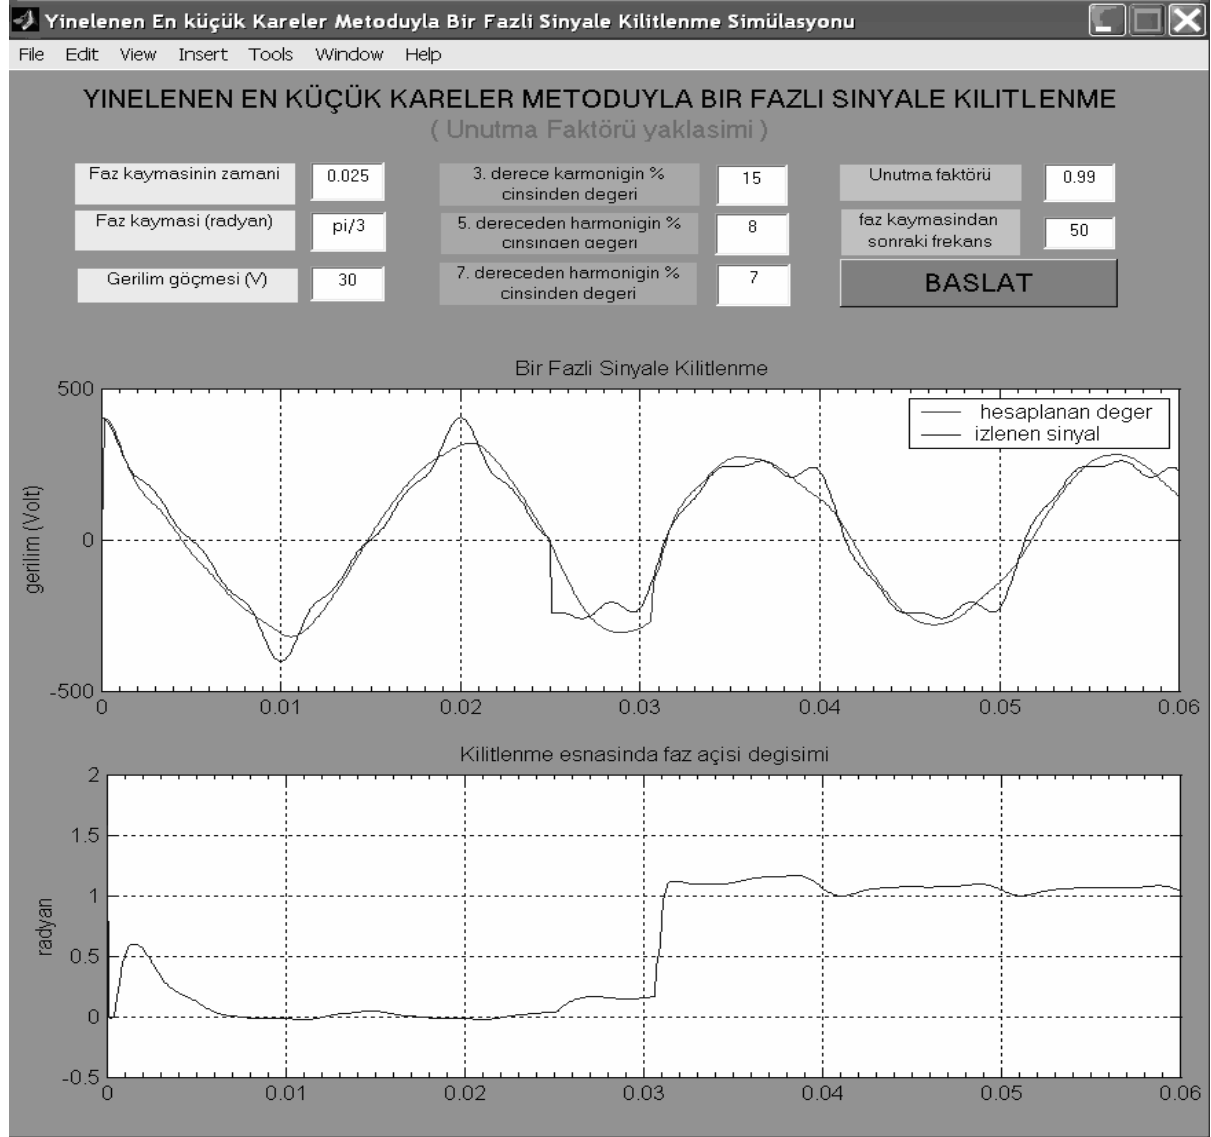 Yinelenen En küçük Kareler Metoduyla Bir Fazli Sinyale Kilitlenme Simülasyonu
File Edit View Insert Tools Window Help
YINELENEN EN KÜÇÜK KARELER METODUYLA BIR FAZLI SINYALE KILITLENME
( Unutma Faktörü yaklasimi )
Faz kaymasinin zamani 0.025
Faz kaymasi (radyan) pi/3
Gerilim göçmesi (V) 30
3. derece karmonigin %
cinsinden degeri
15
5. dereceden harmonigin %
cinsinden degeri
8
7. dereceden harmonigin %
cinsinden degeri
7
Unutma faktörü 0.99
faz kaymasindan
sonraki frekans
50
BASLAT
Bir Fazli Sinyale Kilitlenme
hesaplanan deger
izlenen sinyal
gerilim (Volt)
500
0
-500
0 0.01 0.02 0.03 0.04 0.05 0.06
Kilitlenme esnasinda faz açisi degisimi
radyan
2
1.5
1
0.5
0
-0.5
0 0.01 0.02 0.03 0.04 0.05 0.06